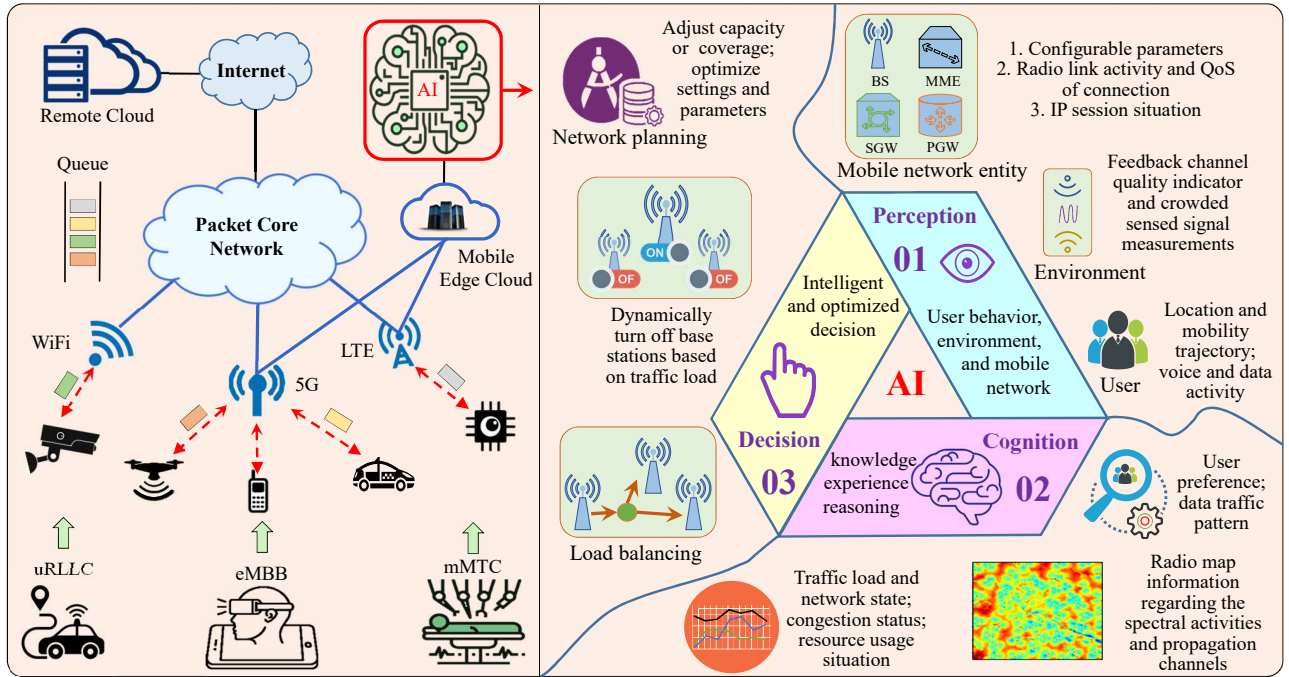 Remote Cloud
Internet
AI
Queue
Packet Core
Network
Mobile
Edge Cloud
WiFi
5G
LTE
uRLLC
eMBB
mMTC
Network planning
Adjust capacity
or coverage;
optimize
settings and
parameters
BS
MME
SGW
PGW
Mobile network entity
1. Configurable parameters
2. Radio link activity and QoS
of connection
3. IP session situation
Feedback channel
quality indicator
and crowded
sensed signal
measurements
Environment
ON
OF
OF
Dynamically
turn off base
stations based
on traffic load
Perception
01
User behavior,
environment,
and mobile
network
Intelligent
and optimized
decision
Decision
03
AI
Cognition
02
knowledge
experience
reasoning
User
Location and
mobility
trajectory;
voice and data
activity
Load balancing
User
preference;
data traffic
pattern
Traffic load and
network state;
congestion status;
resource usage
situation
Radio map
information
regarding the
spectral activities
and propagation
channels